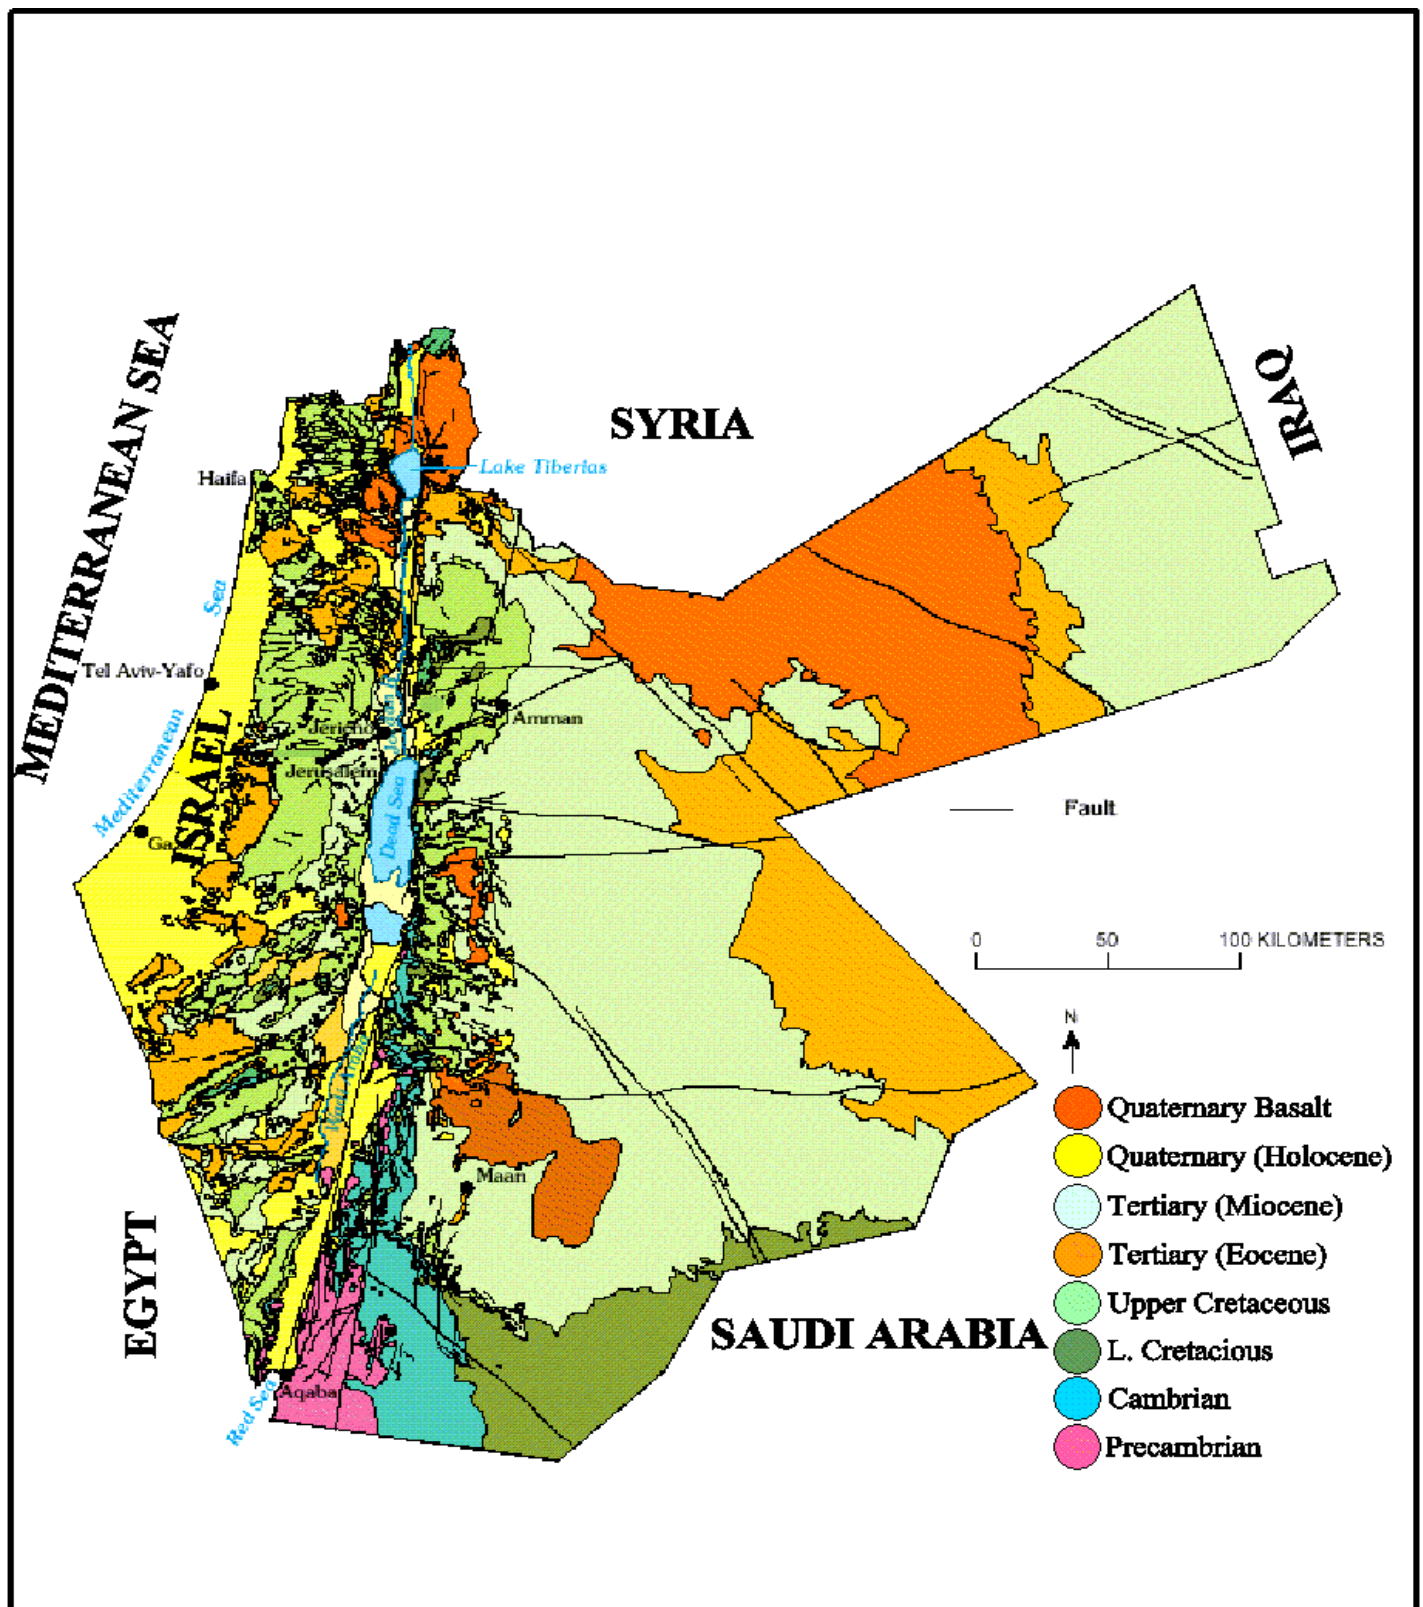 MEDITERRANEAN SEA
SYRIA
IRAQ
Lake Tiberias
Haifa
Sea
Tel Aviv-Yafo
Mediterranean
ISRAEL
Jericho
Jerusalem
Amman
Dead Sea
Fault
0 50 100 KILOMETERS
N
Maan
EGYPT
SAUDI ARABIA
Red Sea
Aqaba
Quaternary Basalt
Quaternary (Holocene)
Tertiary (Miocene)
Tertiary (Eocene)
Upper Cretaceous
L. Cretacious
Cambrian
Precambrian